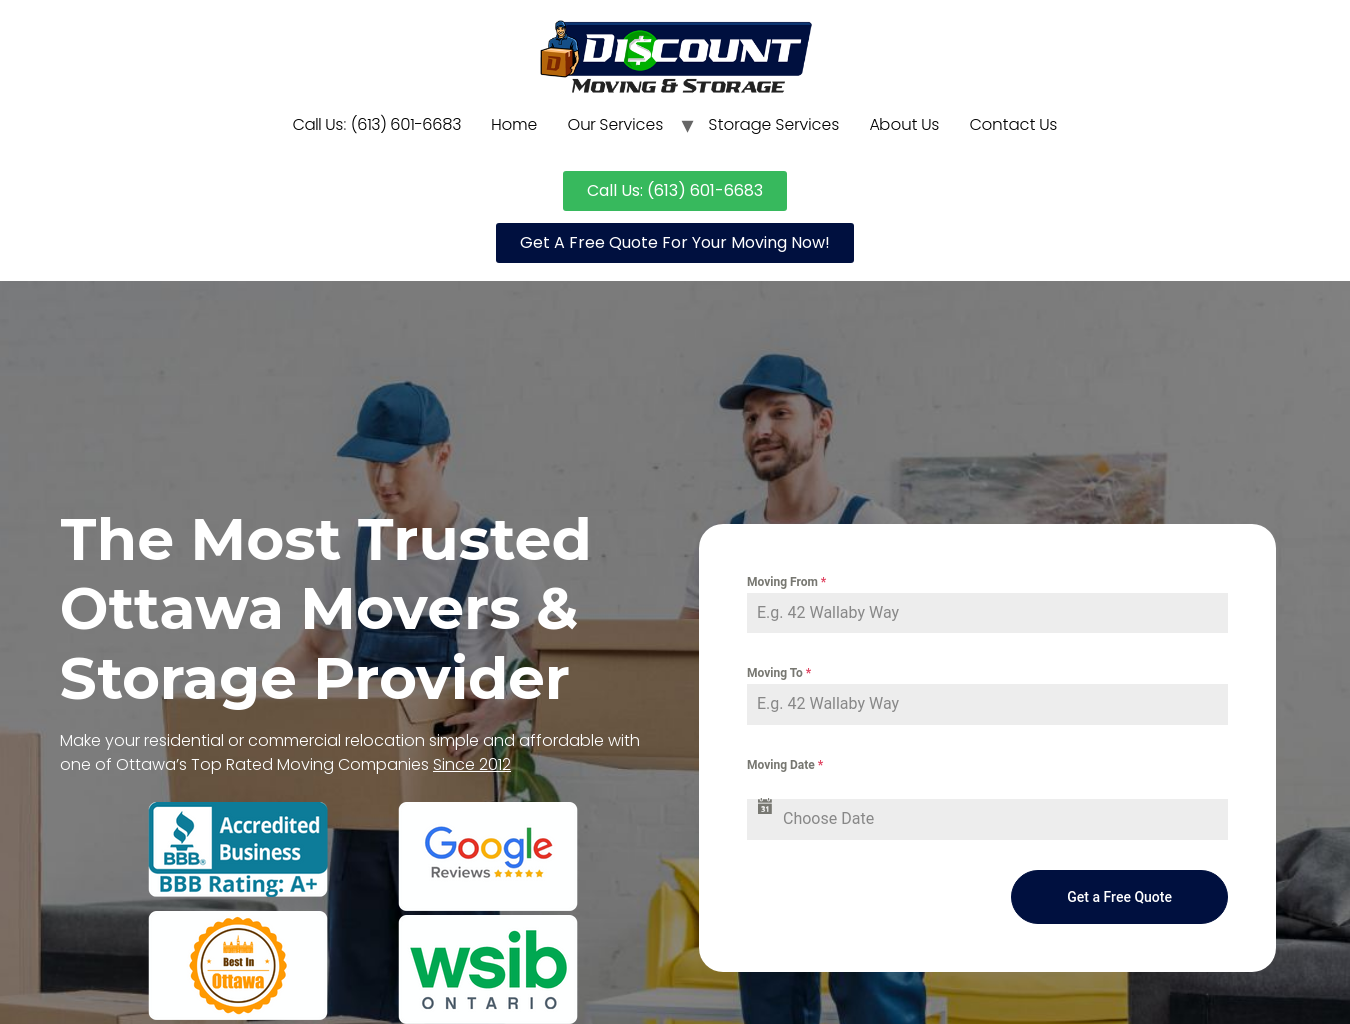 DI$COUNT
MOVING & STORAGE
Call Us: (613) 601-6683 Home Our Services ▼ Storage Services About Us Contact Us
Call Us: (613) 601-6683
Get A Free Quote For Your Moving Now!
The Most Trusted
Ottawa Movers &
Storage Provider
Make your residential or commercial relocation simple and affordable with
one of Ottawa’s Top Rated Moving Companies Since 2012
BBB
Accredited
Business
BBB Rating: A+
Google
Reviews
Best In
Ottawa
wsib
ONTARIO
Moving From *
E.g. 42 Wallaby Way
Moving To *
E.g. 42 Wallaby Way
Moving Date *
31
Choose Date
Get a Free Quote